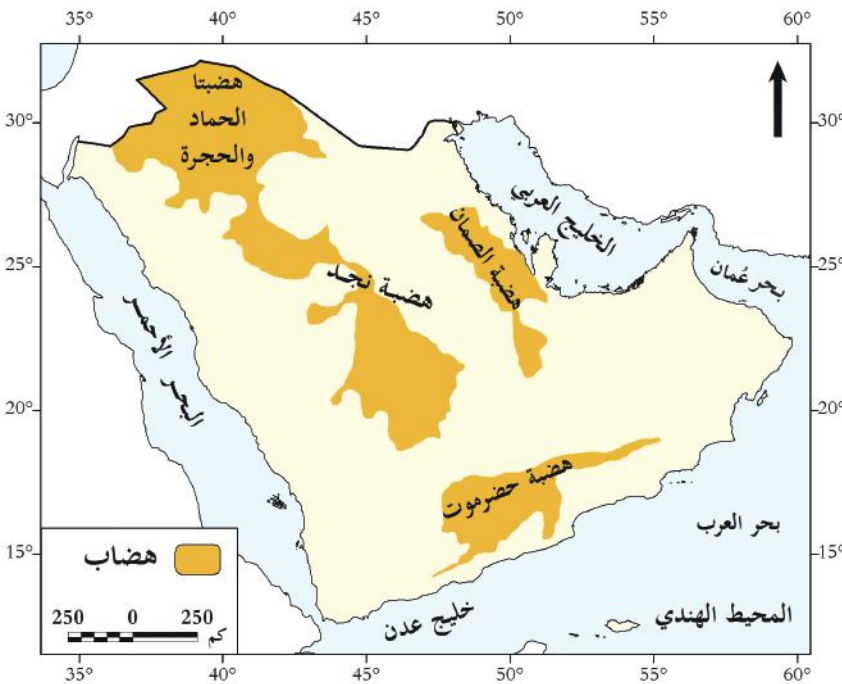 35° 40° 45° 50° 55° 60°
هضبتا
الحماد
والحجرة
30° 30°
الخليج العربي
هضبة الصمان
25° 25°
هضبة نجد
بحر عُمان
البحر الأحمر
20° 20°
هضبة حضرموت
بحر العرب
15° 15°
هضاب
المحيط الهندي
خليج عدن
250 0 250 كم
35° 40° 45° 50° 55° 60°